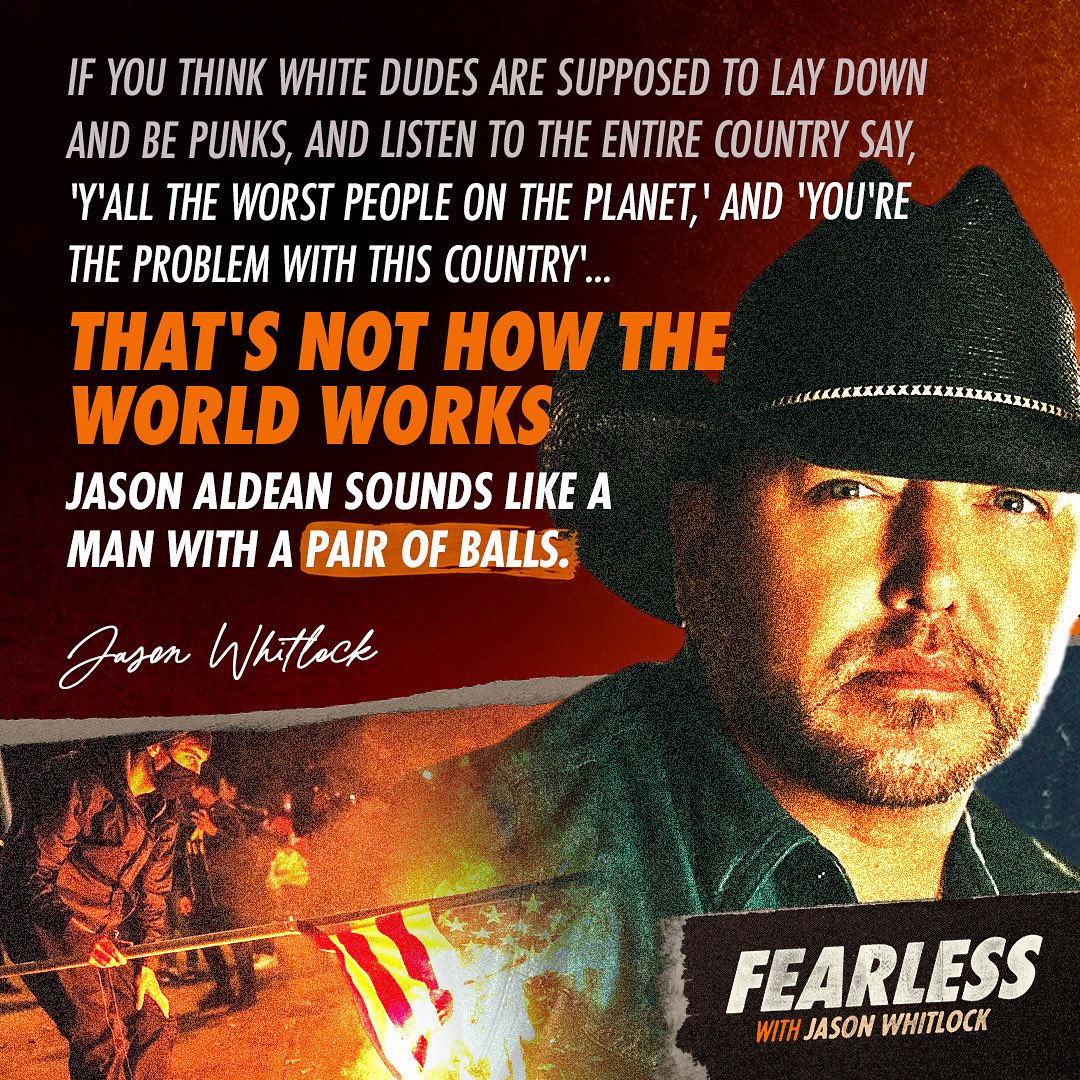 IF YOU THINK WHITE DUDES ARE SUPPOSED TO LAY DOWN
AND BE PUNKS, AND LISTEN TO THE ENTIRE COUNTRY SAY,
'Y'ALL THE WORST PEOPLE ON THE PLANET,' AND 'YOU'RE
THE PROBLEM WITH THIS COUNTRY'...
THAT'S NOT HOW THE
WORLD WORKS
JASON ALDEAN SOUNDS LIKE A
MAN WITH A PAIR OF BALLS.
Jason Whitlock
FEARLESS
WITH JASON WHITLOCK